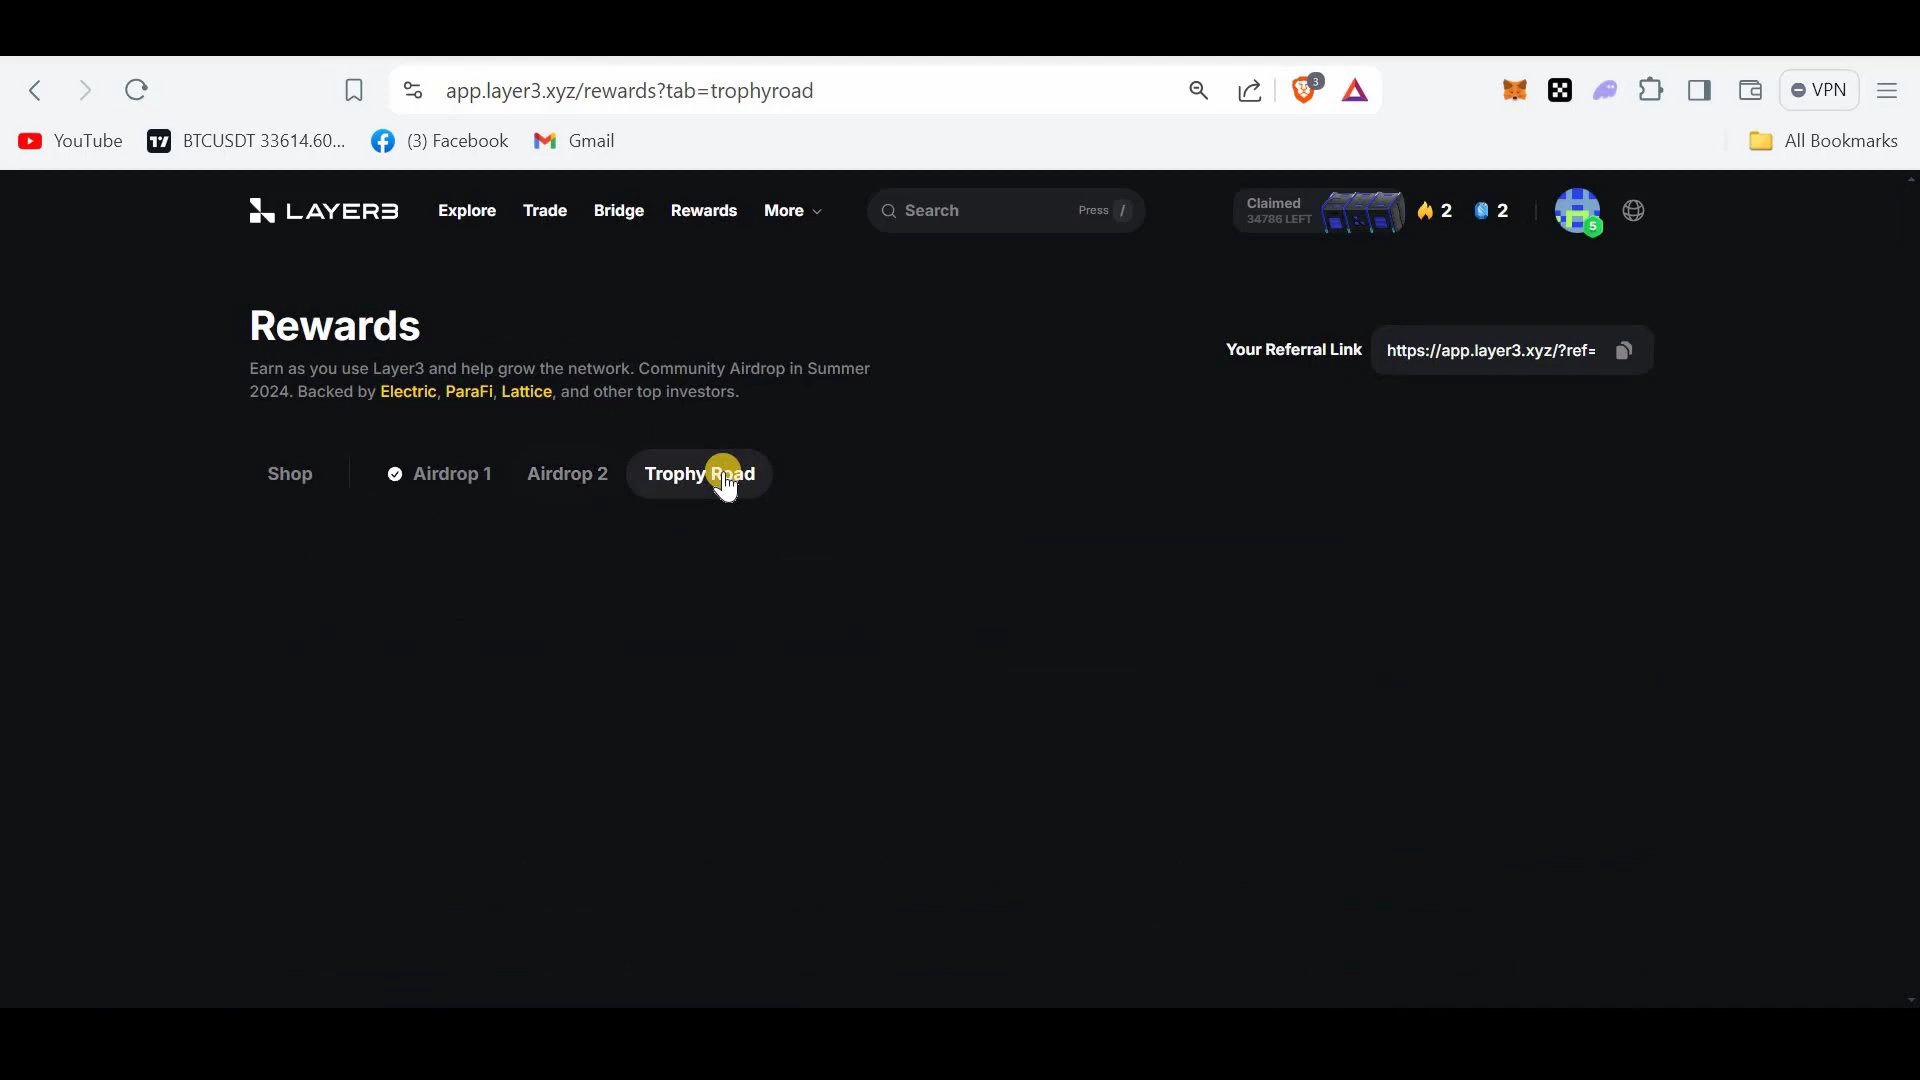 app.layer3.xyz/rewards?tab=trophyroad
3
VPN
YouTube
BTCUSDT 33614.60...
(3) Facebook
Gmail
All Bookmarks
LAYER3
Explore
Trade
Bridge
Rewards
More
Search
Press /
Claimed
34786 LEFT
2
2
5
Rewards
Earn as you use Layer3 and help grow the network. Community Airdrop in Summer
2024. Backed by Electric, ParaFi, Lattice, and other top investors.
Your Referral Link
https://app.layer3.xyz/?ref=
Shop
Airdrop 1
Airdrop 2
Trophy Road